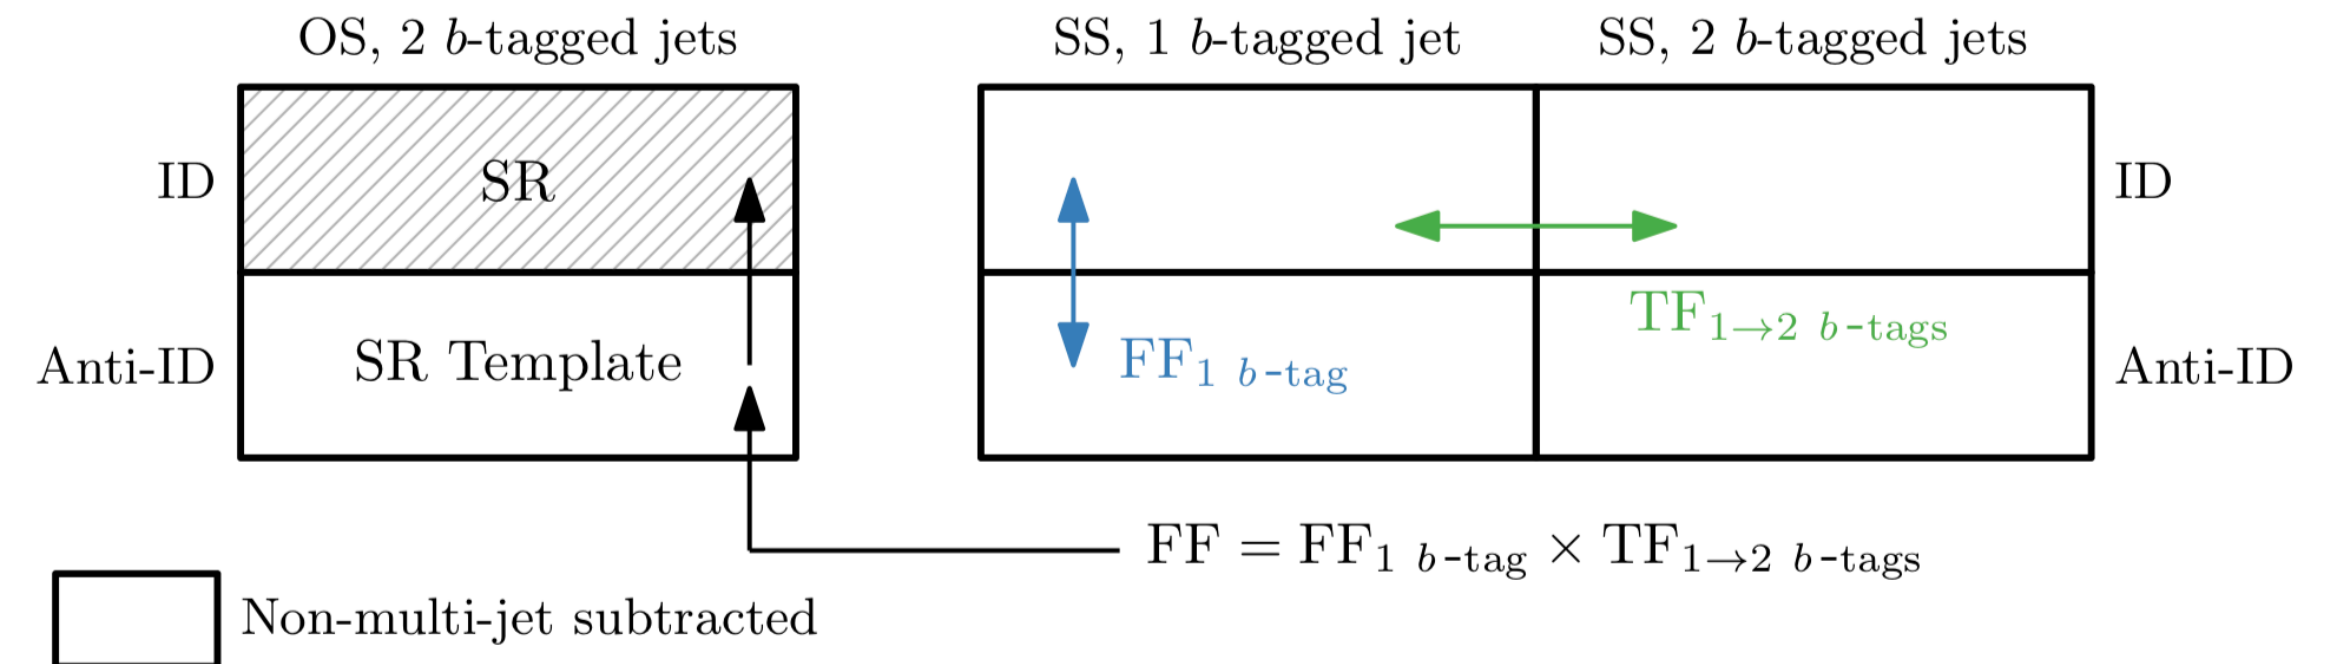 OS, 2 b-tagged jets
SS, 1 b-tagged jet
SS, 2 b-tagged jets
ID
SR
ID
Anti-ID
SR Template
FF1 b-tag
TF1→2 b-tags
Anti-ID
FF = FF1 b-tag × TF1→2 b-tags
Non-multi-jet subtracted